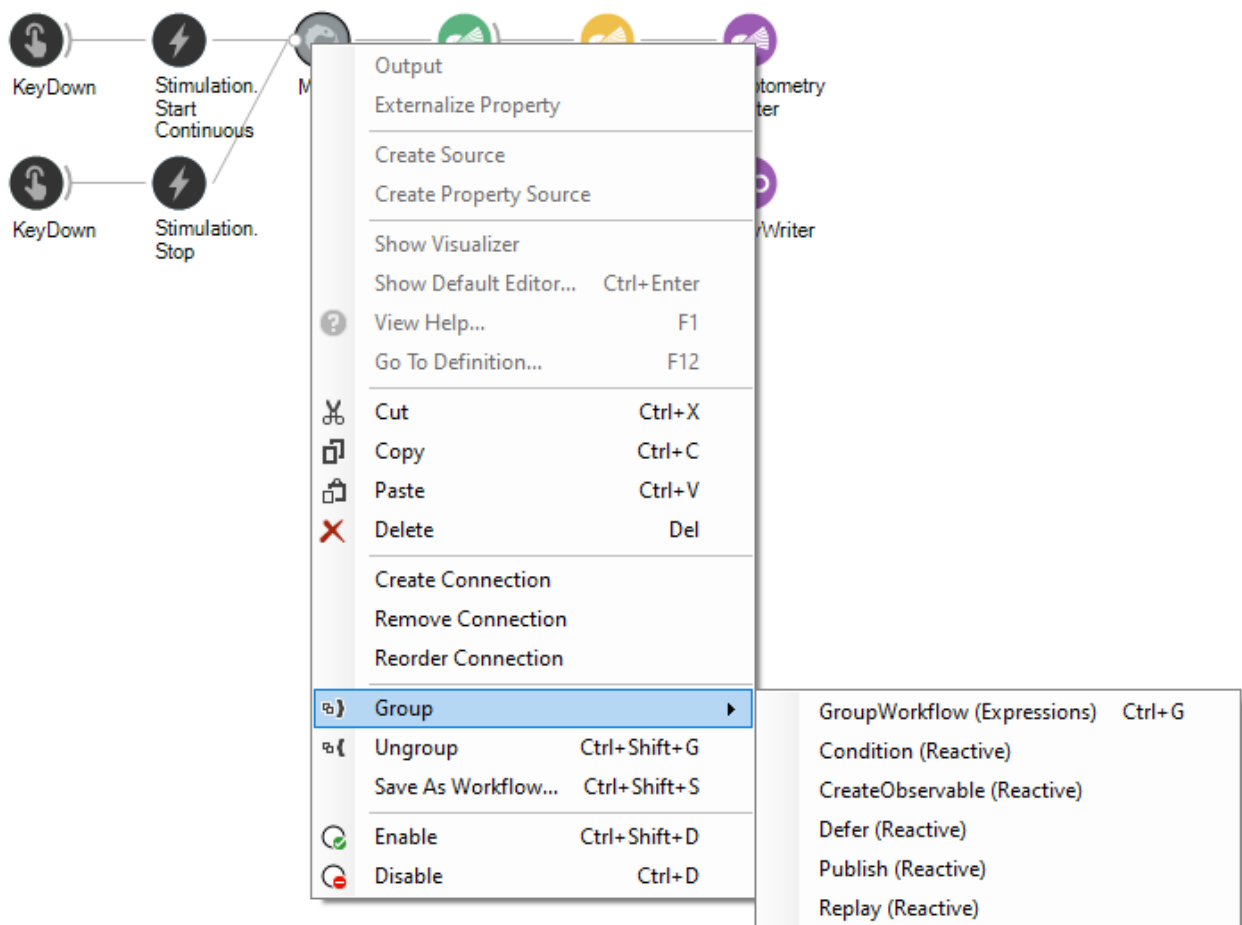 KeyDown
Stimulation.
Start
Continuous
M
tometry
ter
KeyDown
Stimulation.
Stop
yWriter
Output
Externalize Property
Create Source
Create Property Source
Show Visualizer
Show Default Editor... Ctrl+Enter
View Help... F1
Go To Definition... F12
Cut Ctrl+X
Copy Ctrl+C
Paste Ctrl+V
Delete Del
Create Connection
Remove Connection
Reorder Connection
Group
Ungroup Ctrl+Shift+G
Save As Workflow... Ctrl+Shift+S
Enable Ctrl+Shift+D
Disable Ctrl+D
GroupWorkflow (Expressions) Ctrl+G
Condition (Reactive)
CreateObservable (Reactive)
Defer (Reactive)
Publish (Reactive)
Replay (Reactive)